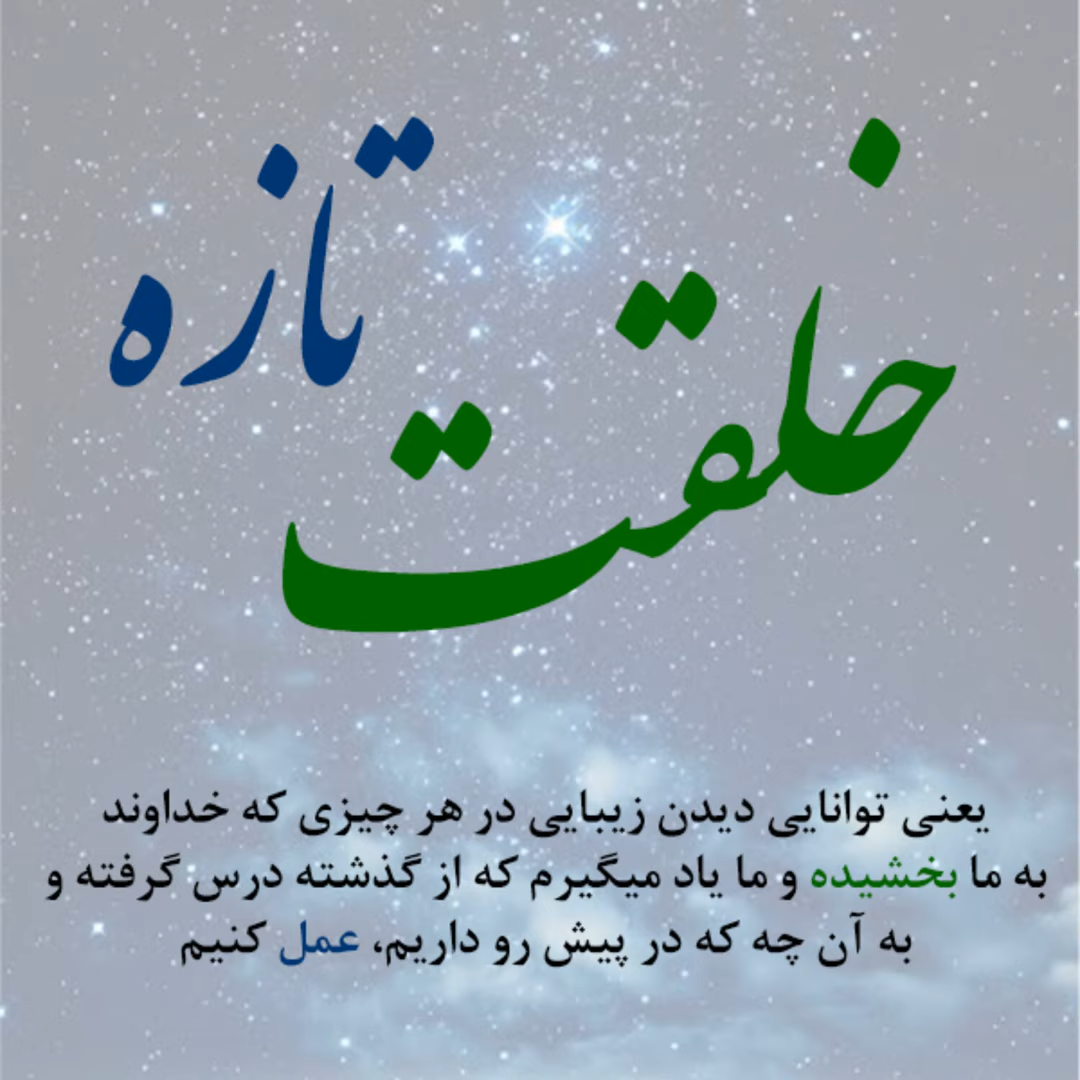 خلقت تازه
یعنی توانایی دیدن زیبایی در هر چیزی که خداوند
به ما بخشیده و ما یاد میگیرم که از گذشته درس گرفته و
به آن چه که در پیش رو داریم، عمل کنیم